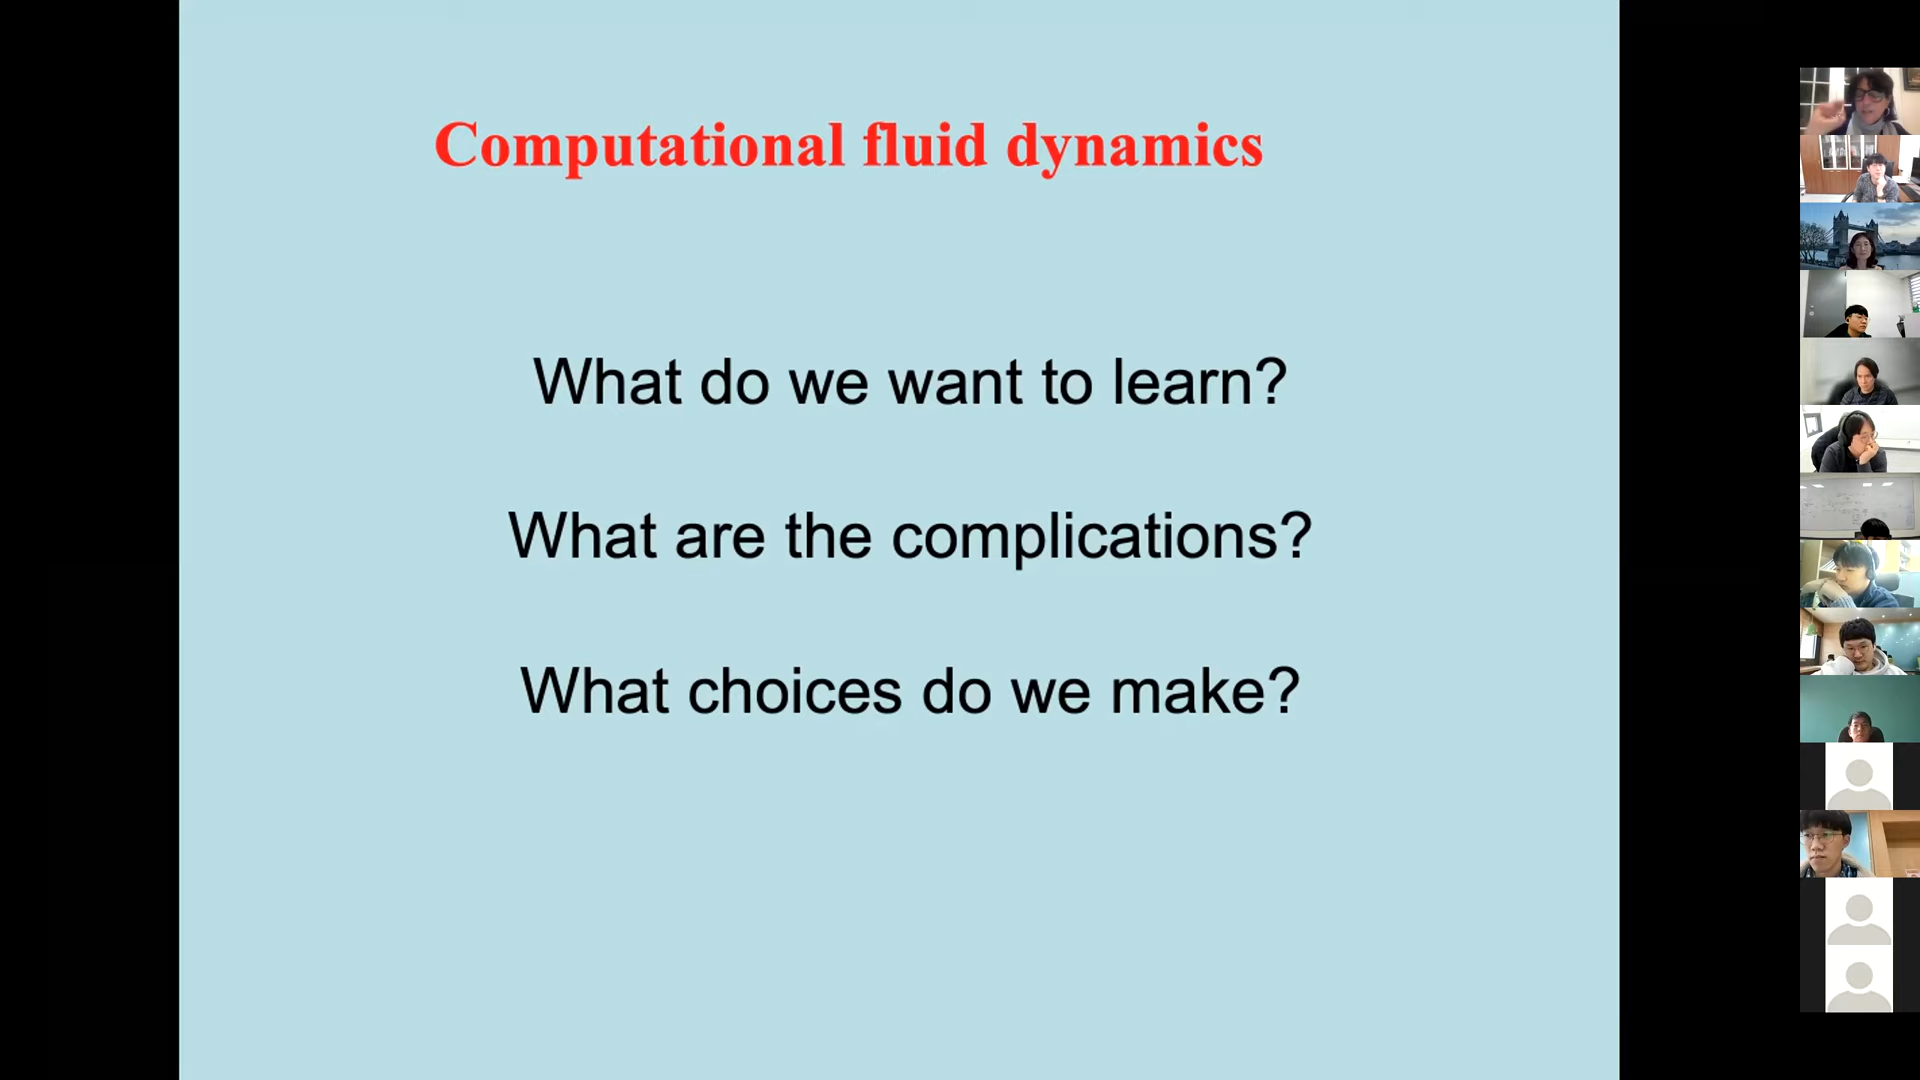 Computational fluid dynamics
What do we want to learn?
What are the complications?
What choices do we make?